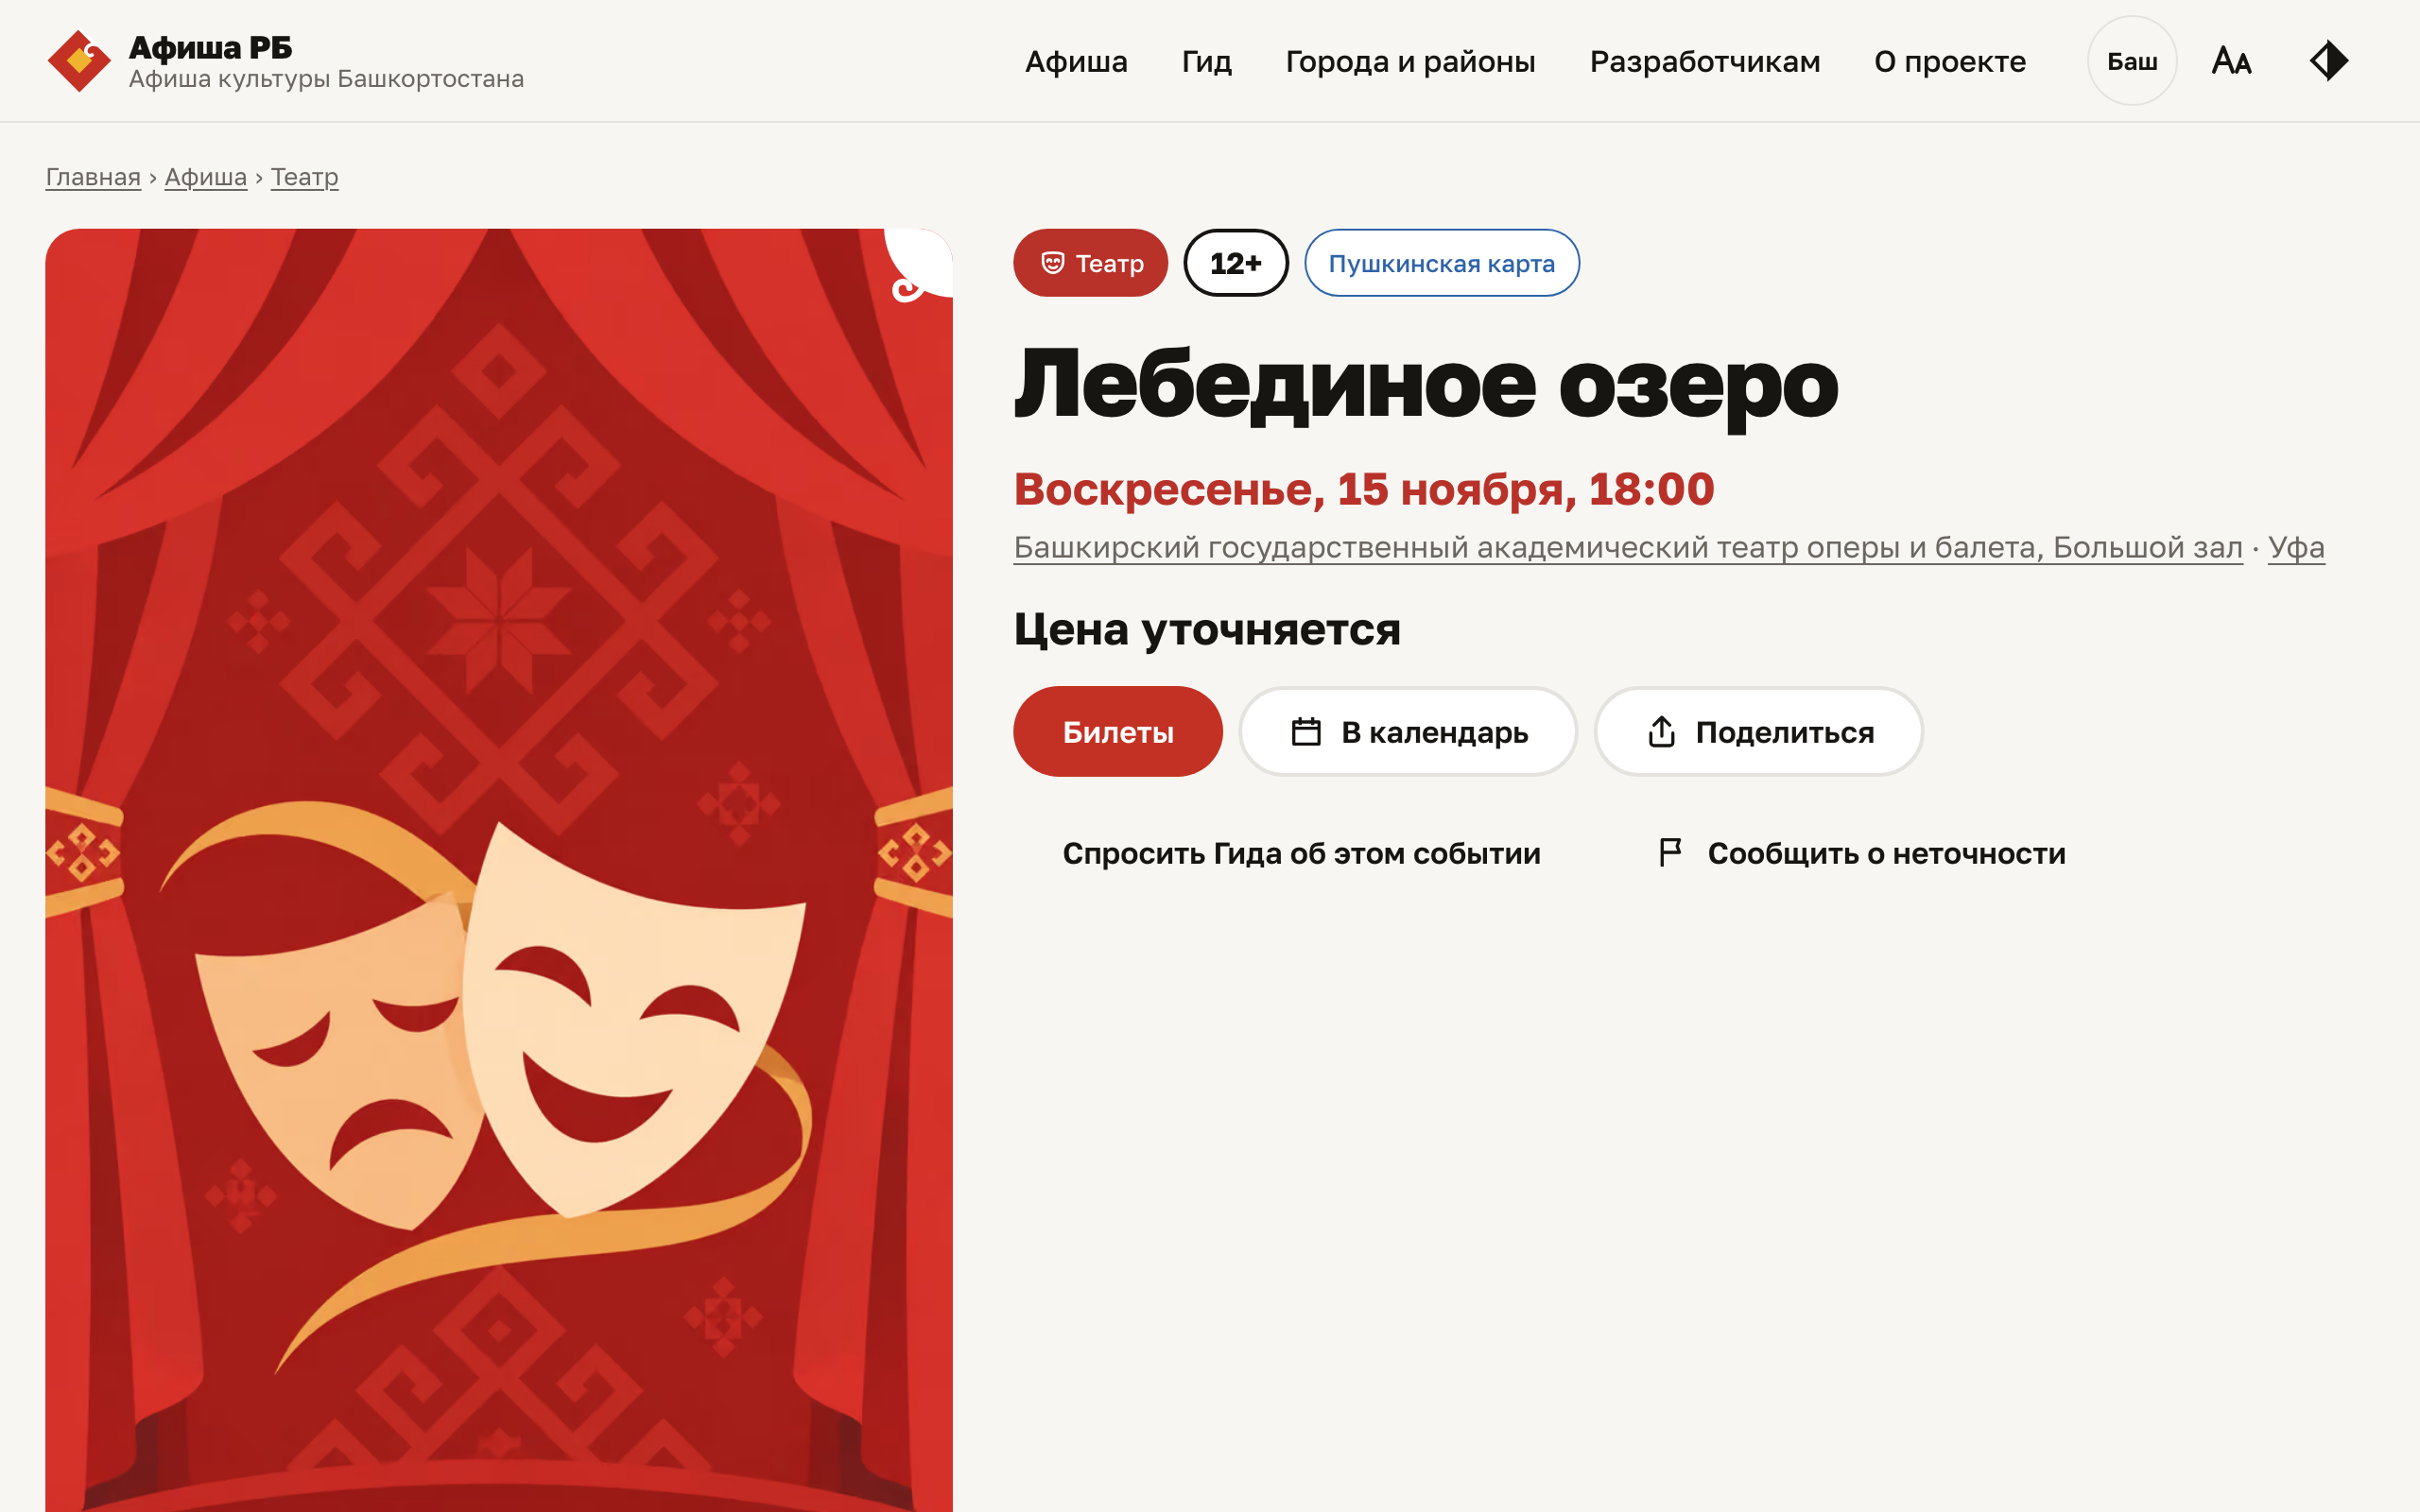 Афиша РБ
Афиша культуры Башкортостана
Афиша Гид Города и районы Разработчикам О проекте Баш AA
Главная › Афиша › Театр
Театр 12+ Пушкинская карта
Лебединое озеро
Воскресенье, 15 ноября, 18:00
Башкирский государственный академический театр оперы и балета, Большой зал · Уфа
Цена уточняется
Билеты В календарь Поделиться
Спросить Гида об этом событии Сообщить о неточности